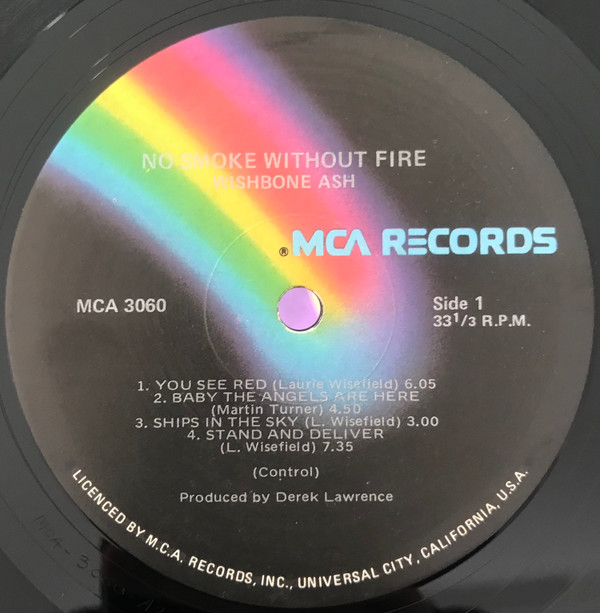 NO SMOKE WITHOUT FIRE
WISHBONE ASH
® MCA RECORDS
MCA 3060
Side 1
33 1/3 R.P.M.
1. YOU SEE RED (Laurie Wisefield) 6.05
2. BABY THE ANGELS ARE HERE
(Martin Turner) 4.50
3. SHIPS IN THE SKY (L. Wisefield) 3.00
4. STAND AND DELIVER
(L. Wisefield) 7.35
(Control)
Produced by Derek Lawrence
LICENCED BY M.C.A. RECORDS, INC., UNIVERSAL CITY, CALIFORNIA, U.S.A.